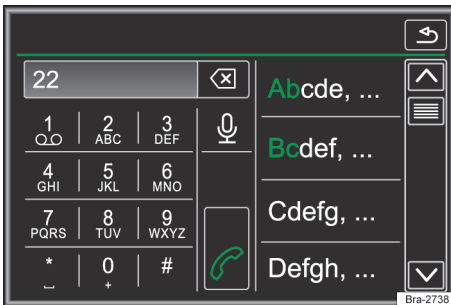 22
Abcde, ...
1 2 ABC 3 DEF
Bcdef, ...
4 GHI 5 JKL 6 MNO
7 PQRS 8 TUV 9 WXYZ
Cdefg, ...
* 0 + #
Defgh, ...
Bra-2738